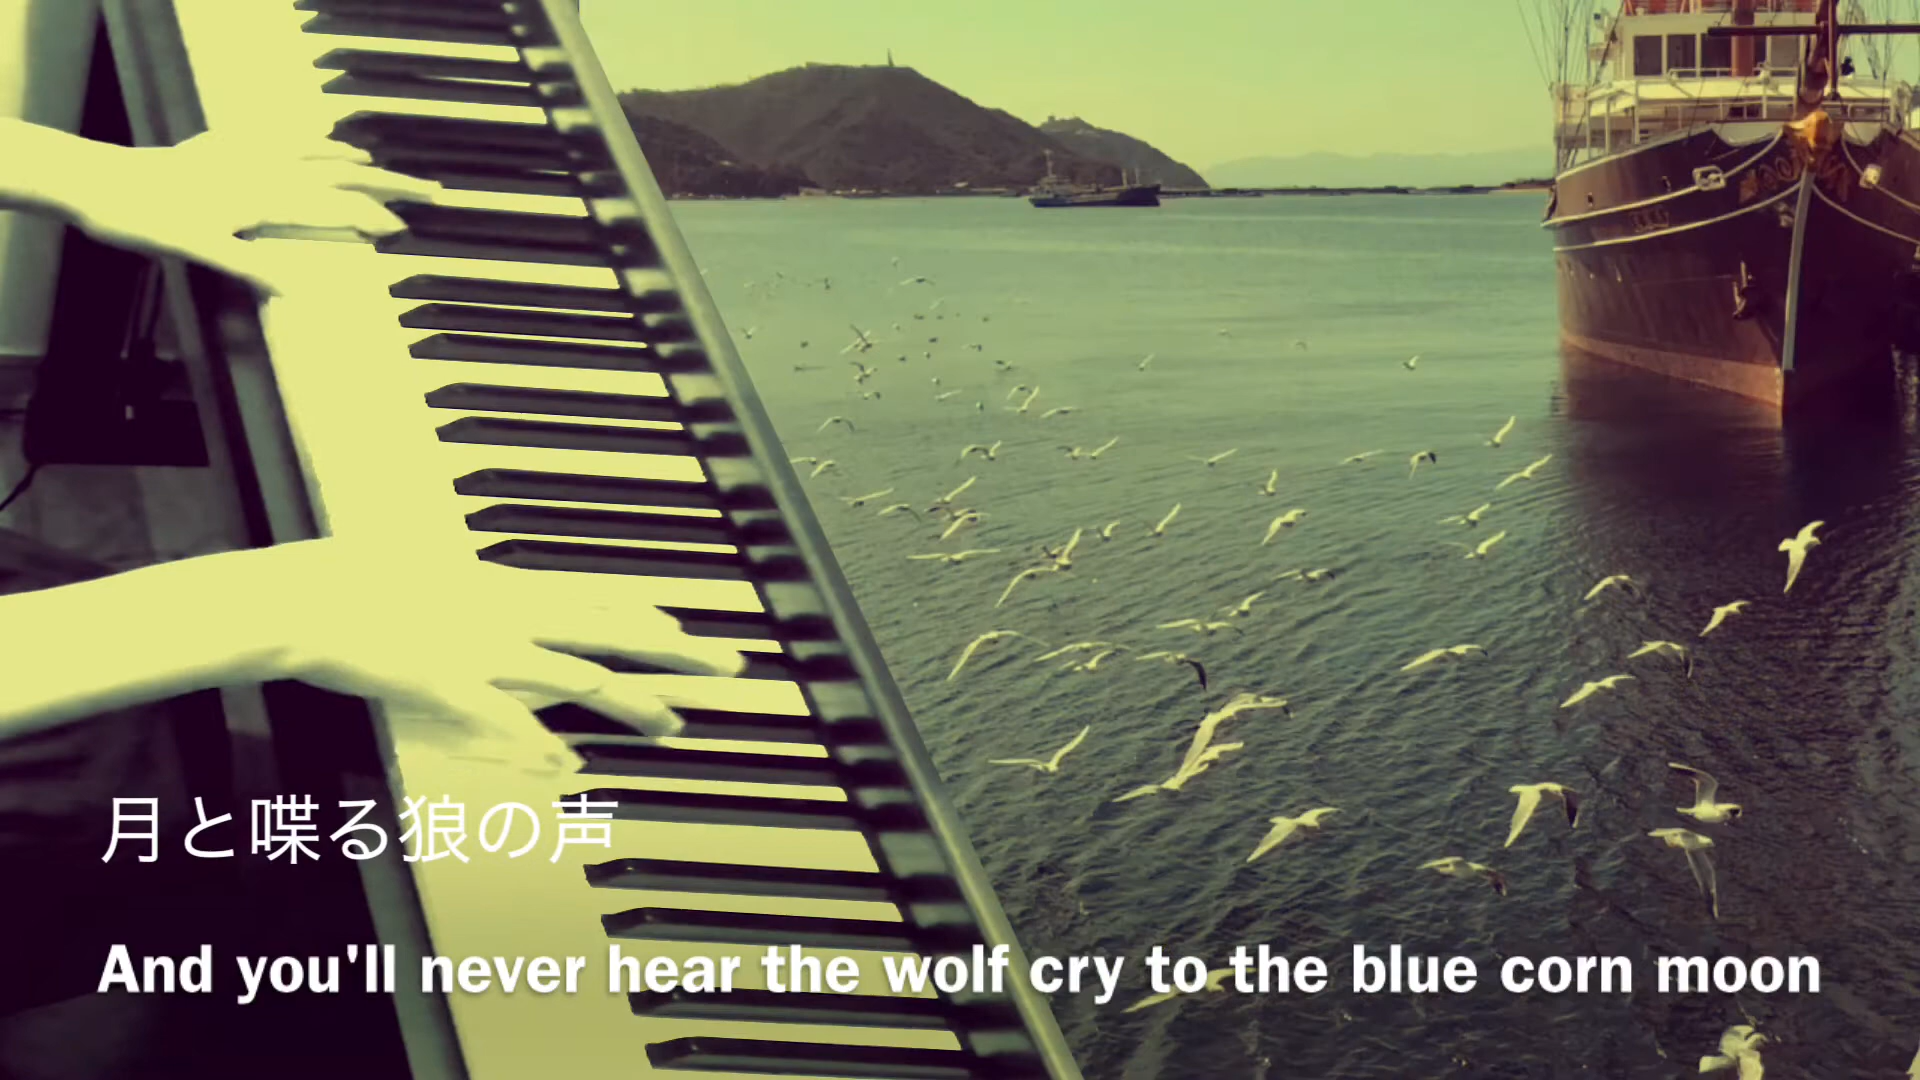 月と喋る狼の声
And you'll never hear the wolf cry to the blue corn moon